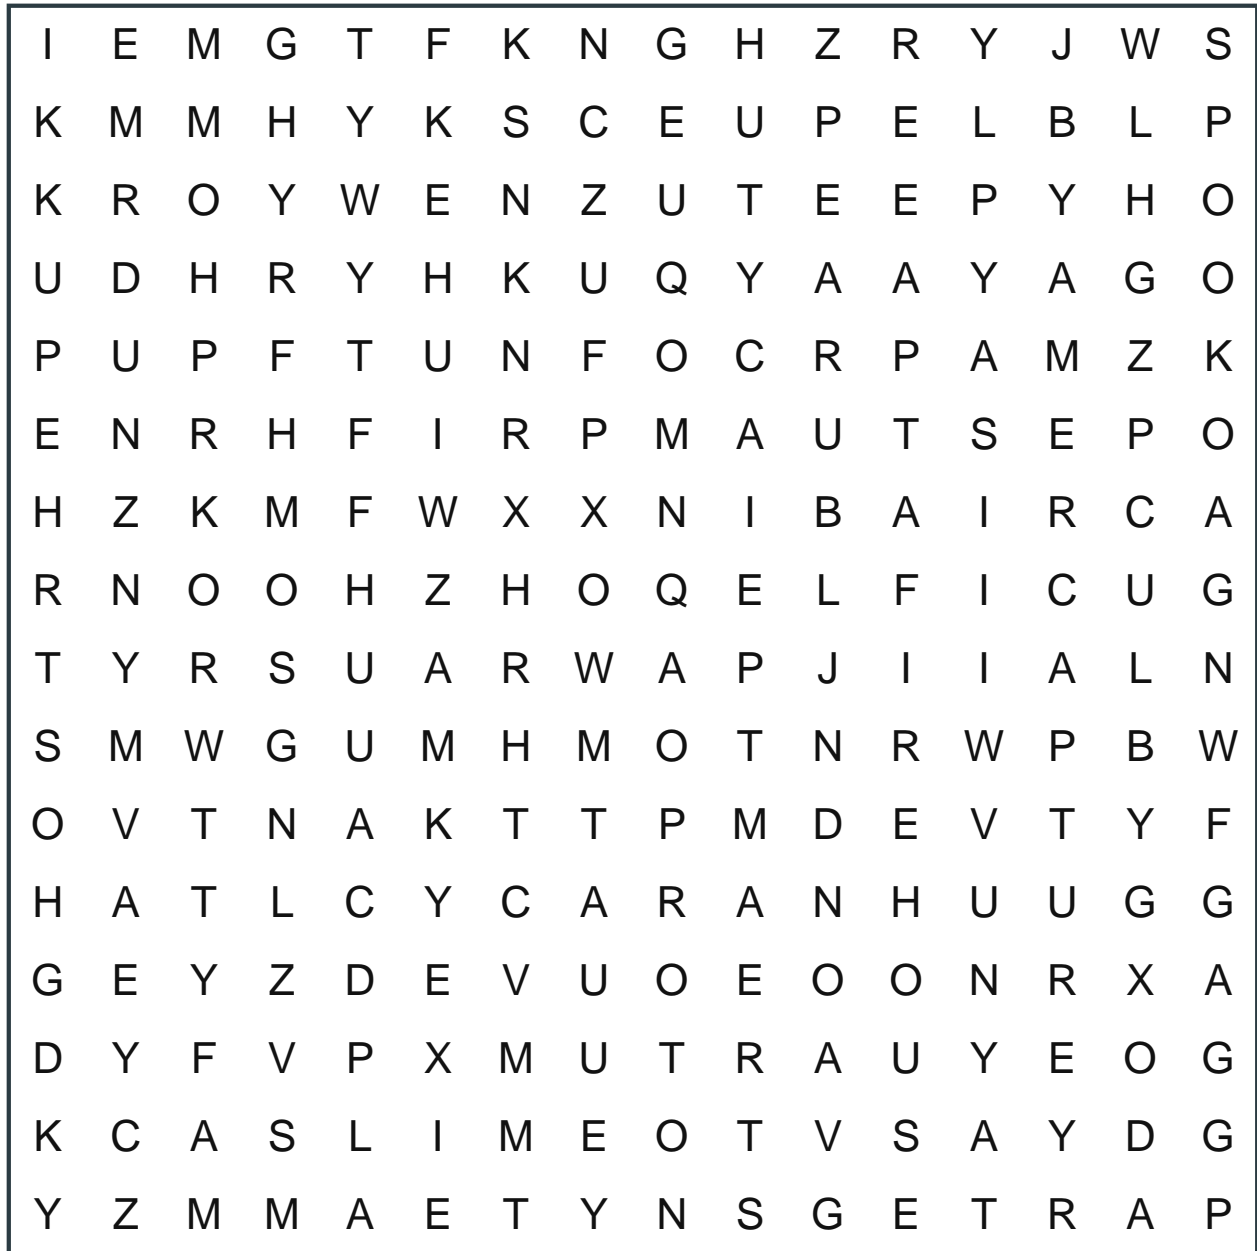 I E M G T F K N G H Z R Y J W S
K M M H Y K S C E U P E L B L P
K R O Y W E N Z U T E E P Y H O
U D H R Y H K U Q Y A A Y A G O
P U P F T U N F O C R P A M Z K
E N R H F I R P M A U T S E P O
H Z K M F W X X N I B A I R C A
R N O O H Z H O Q E L F I C U G
T Y R S U A R W A P J I I A L N
S M W G U M H M O T N R W P B W
O V T N A K T T P M D E V T Y F
H A T L C Y C A R A N H U U G G
G E Y Z D E V U O E O O N R X A
D Y F V P X M U T R A U Y E O G
K C A S L I M E O T V S A Y D G
Y Z M M A E T Y N S G E T R A P